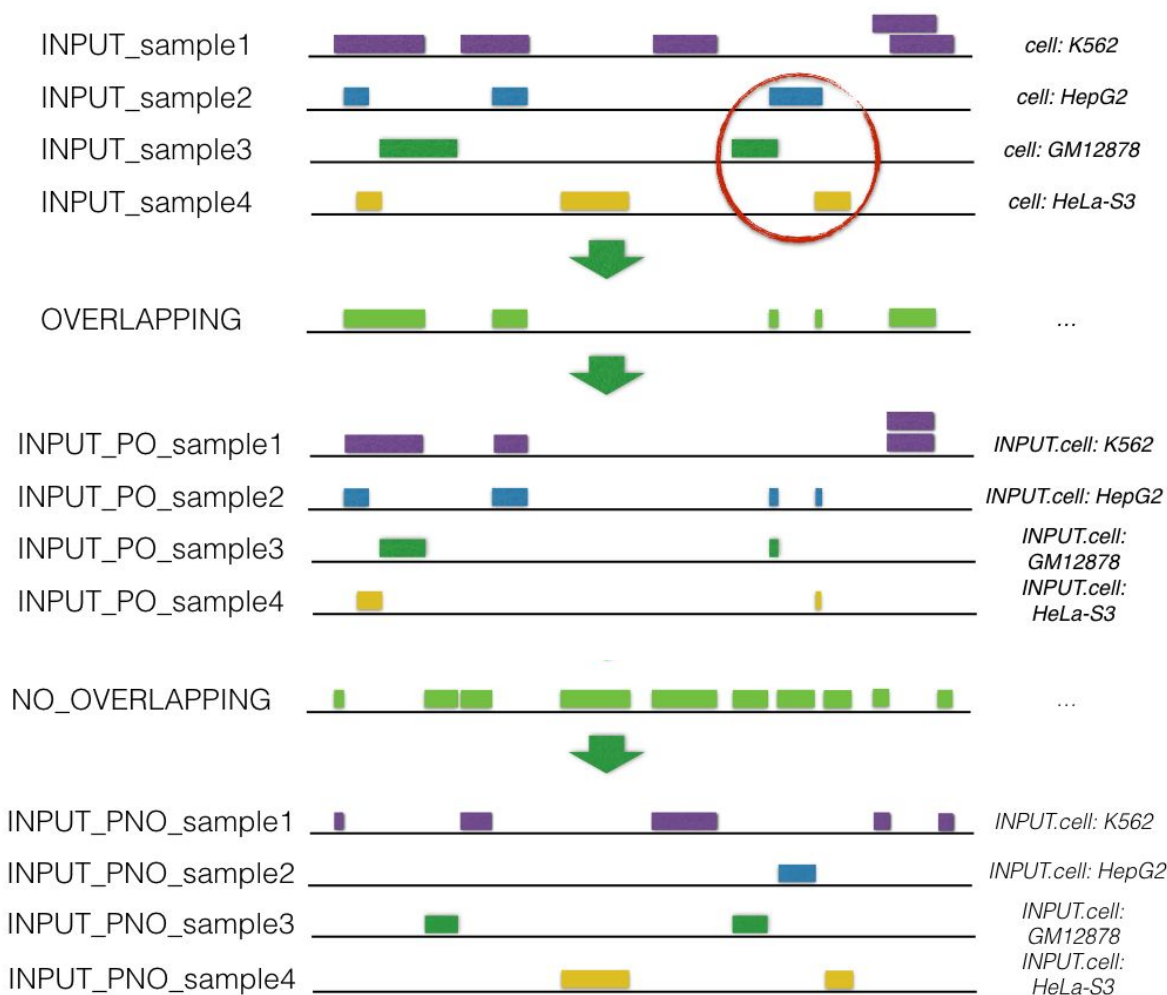 INPUT_sample1 cell: K562
INPUT_sample2 cell: HepG2
INPUT_sample3 cell: GM12878
INPUT_sample4 cell: HeLa-S3
OVERLAPPING ...
INPUT_PO_sample1 INPUT.cell: K562
INPUT_PO_sample2 INPUT.cell: HepG2
INPUT_PO_sample3 INPUT.cell:
GM12878
INPUT_PO_sample4 INPUT.cell:
HeLa-S3
NO_OVERLAPPING ...
INPUT_PNO_sample1 INPUT.cell: K562
INPUT_PNO_sample2 INPUT.cell: HepG2
INPUT_PNO_sample3 INPUT.cell:
GM12878
INPUT_PNO_sample4 INPUT.cell:
HeLa-S3